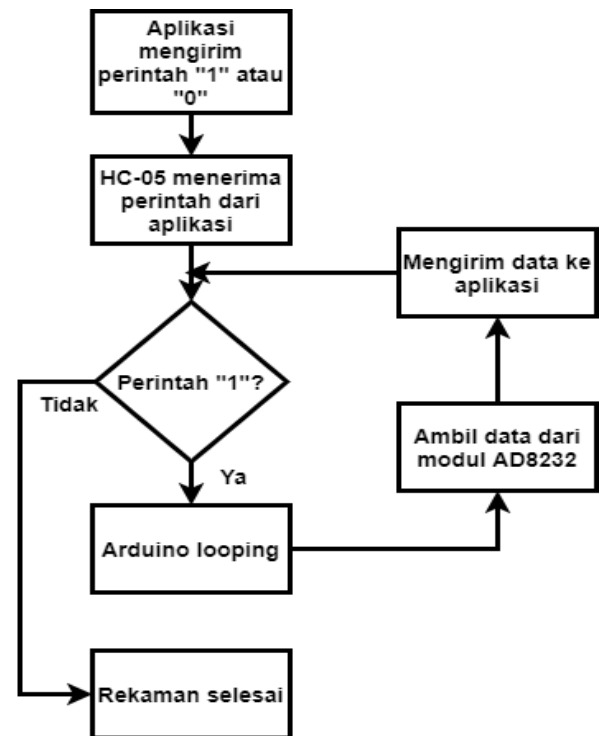 Aplikasi
mengirim
perintah "1" atau
"0"
HC-05 menerima
perintah dari
aplikasi
Mengirim data ke
aplikasi
Perintah "1"?
Tidak
Ambil data dari
modul AD8232
Ya
Arduino looping
Rekaman selesai